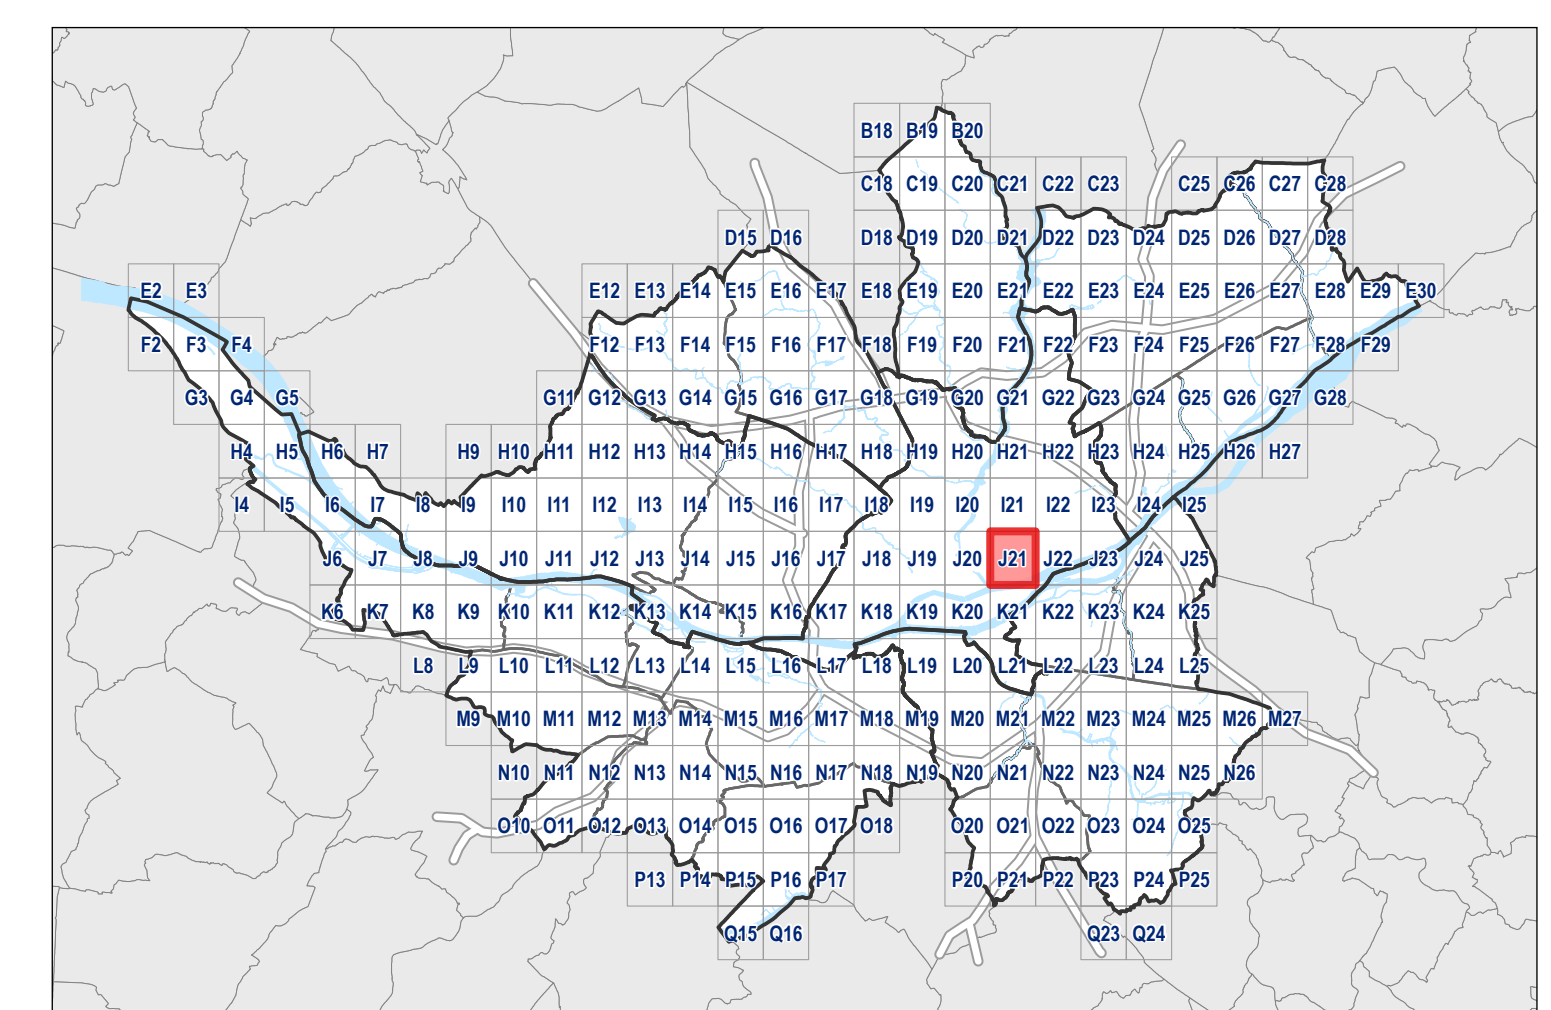 B18 B19 B20
C18 C19 C20 C21 C22 C23 C25 C26 C27 C28
D15 D16 D18 D19 D20 D21 D22 D23 D24 D25 D26 D27 D28
E2 E3 E12 E13 E14 E15 E16 E17 E18 E19 E20 E21 E22 E23 E24 E25 E26 E27 E28 E29 E30
F2 F3 F4 F12 F13 F14 F15 F16 F17 F18 F19 F20 F21 F22 F23 F24 F25 F26 F27 F28 F29
G3 G4 G5 G11 G12 G13 G14 G15 G16 G17 G18 G19 G20 G21 G22 G23 G24 G25 G26 G27 G28
H4 H5 H6 H7 H9 H10 H11 H12 H13 H14 H15 H16 H17 H18 H19 H20 H21 H22 H23 H24 H25 H26 H27
I4 I5 I6 I7 I8 I9 I10 I11 I12 I13 I14 I15 I16 I17 I18 I19 I20 I21 I22 I23 I24 I25
J6 J7 J8 J9 J10 J11 J12 J13 J14 J15 J16 J17 J18 J19 J20 J21 J22 J23 J24 J25
K6 K7 K8 K9 K10 K11 K12 K13 K14 K15 K16 K17 K18 K19 K20 K21 K22 K23 K24 K25
L8 L9 L10 L11 L12 L13 L14 L15 L16 L17 L18 L19 L20 L21 L22 L23 L24 L25
M9 M10 M11 M12 M13 M14 M15 M16 M17 M18 M19 M20 M21 M22 M23 M24 M25 M26 M27
N10 N11 N12 N13 N14 N15 N16 N17 N18 N19 N20 N21 N22 N23 N24 N25 N26
O10 O11 O12 O13 O14 O15 O16 O17 O18 O20 O21 O22 O23 O24 O25
P13 P14 P15 P16 P17 P20 P21 P22 P23 P24 P25
Q15 Q16 Q23 Q24